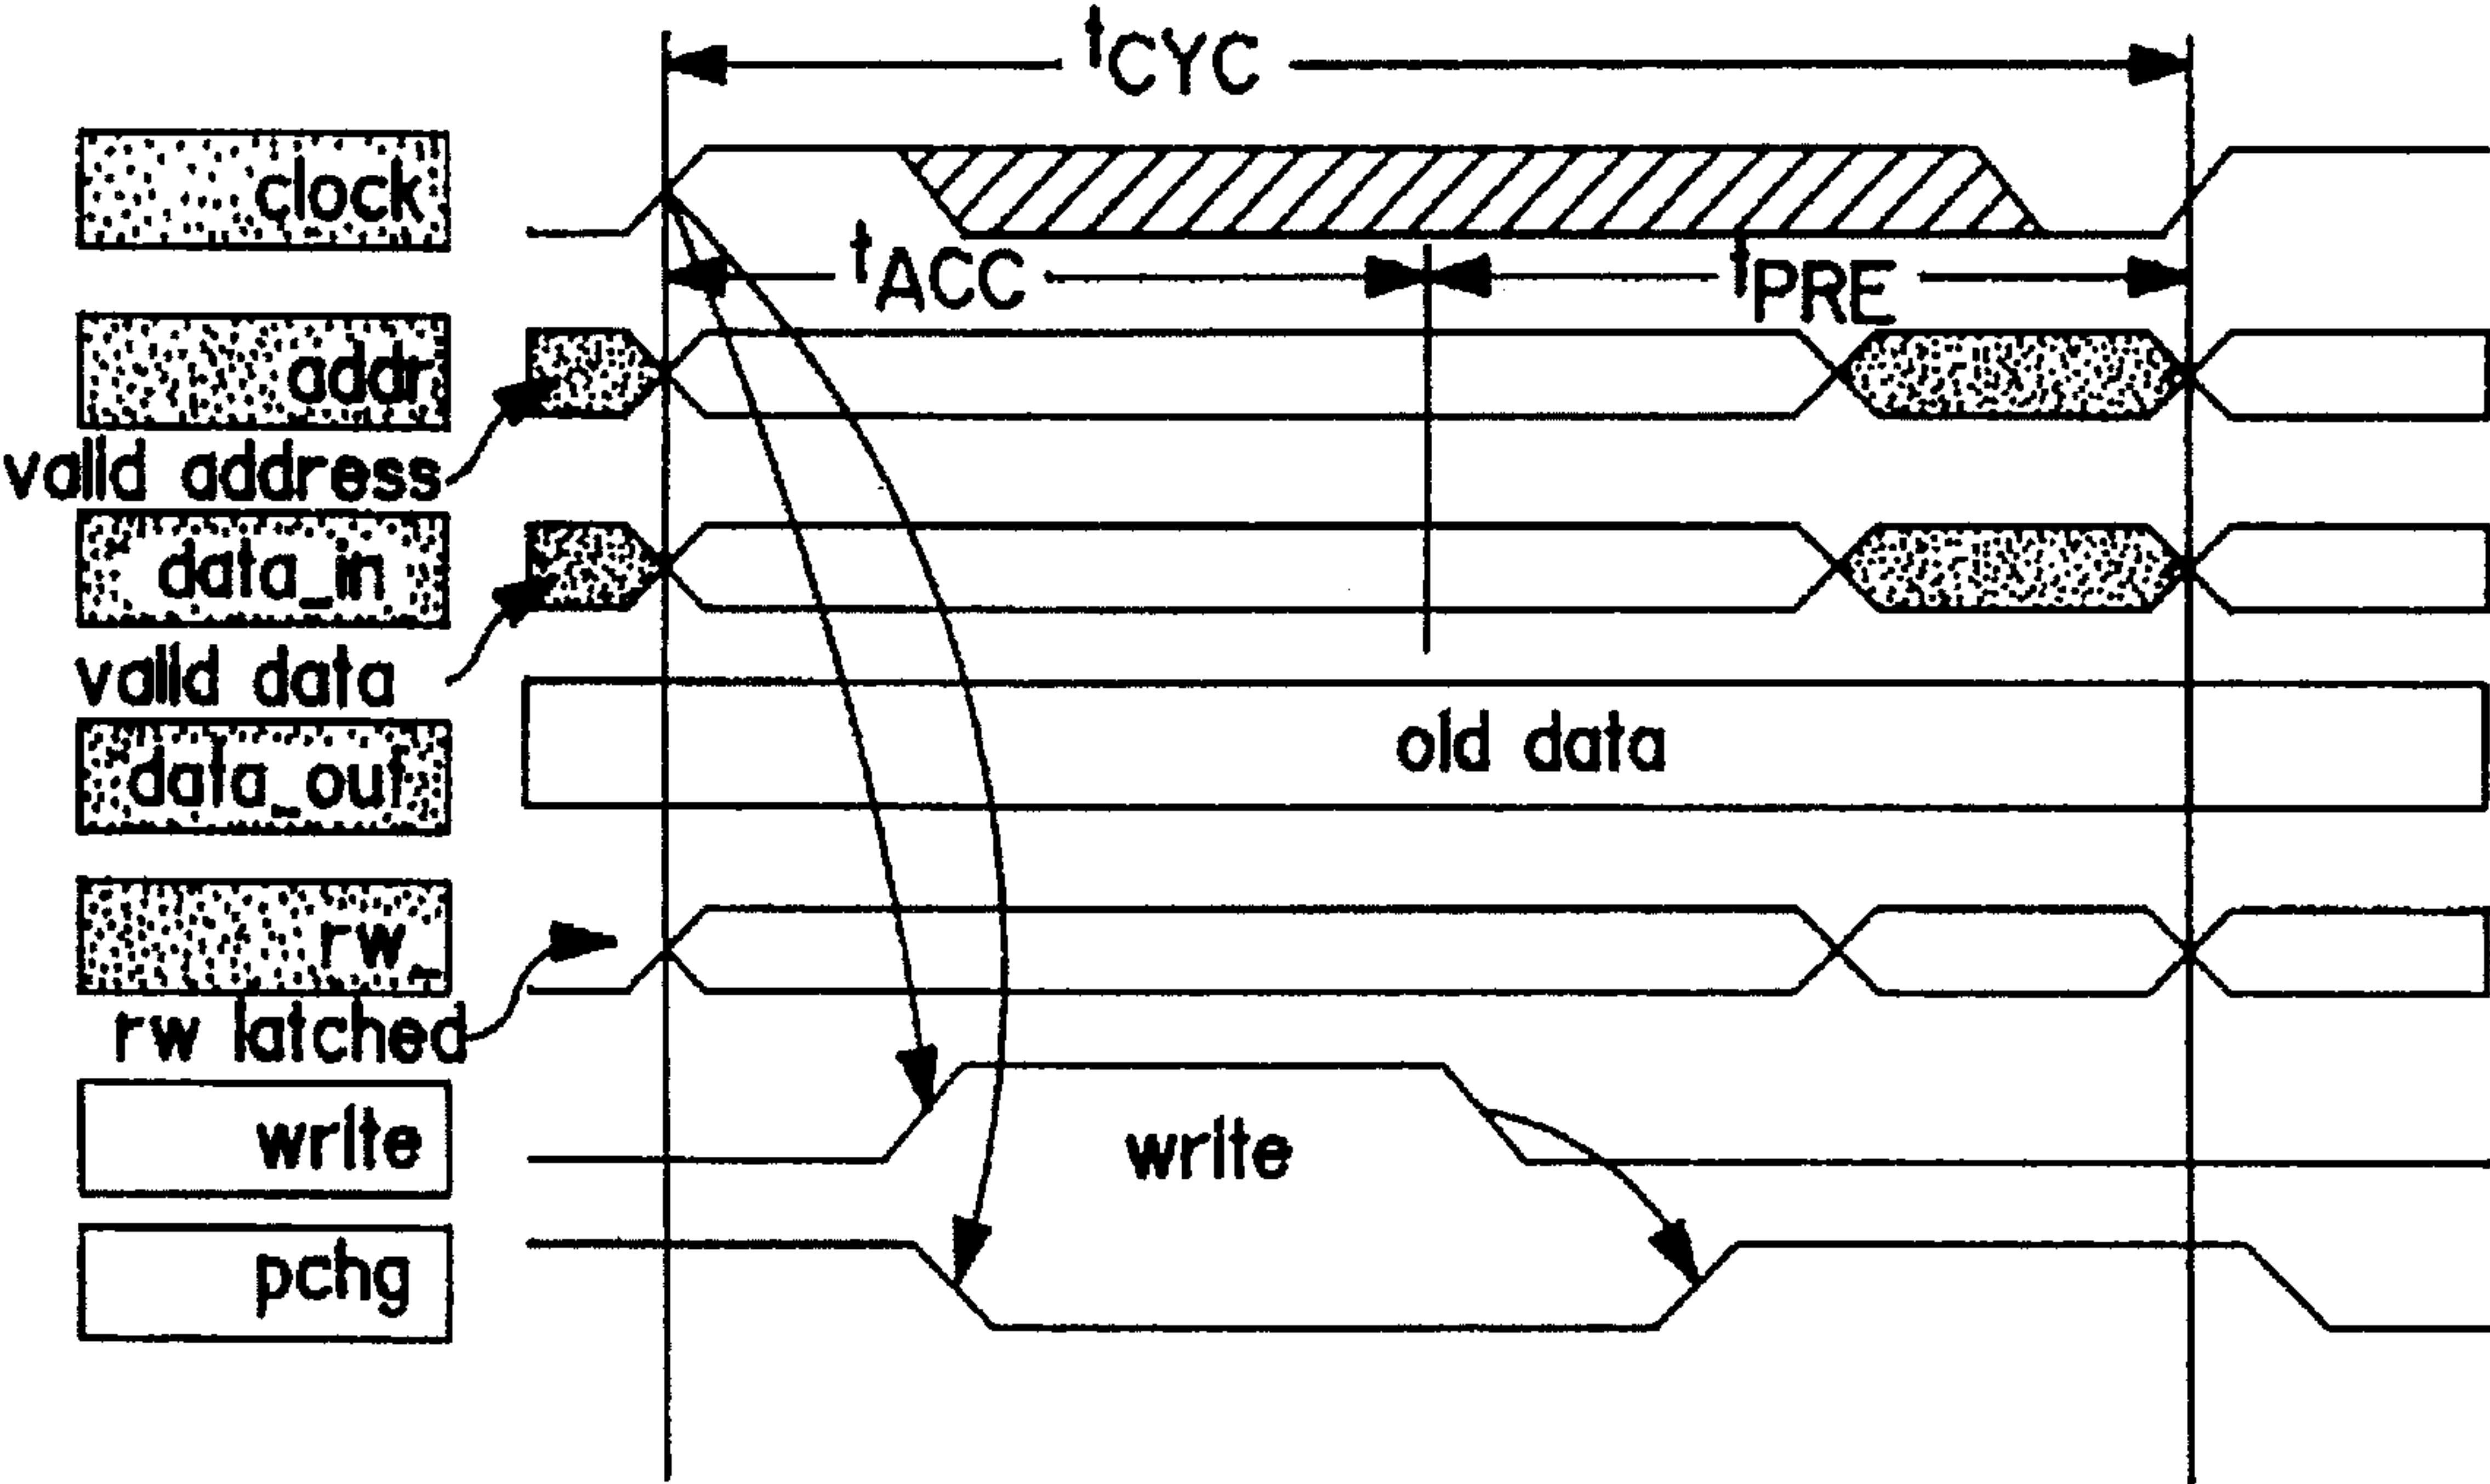 tCYC
clock
tACC
tPRE
addr
valid address
data_in
valid data
old data
data_out
rw_
rw latched
write
write
pchg